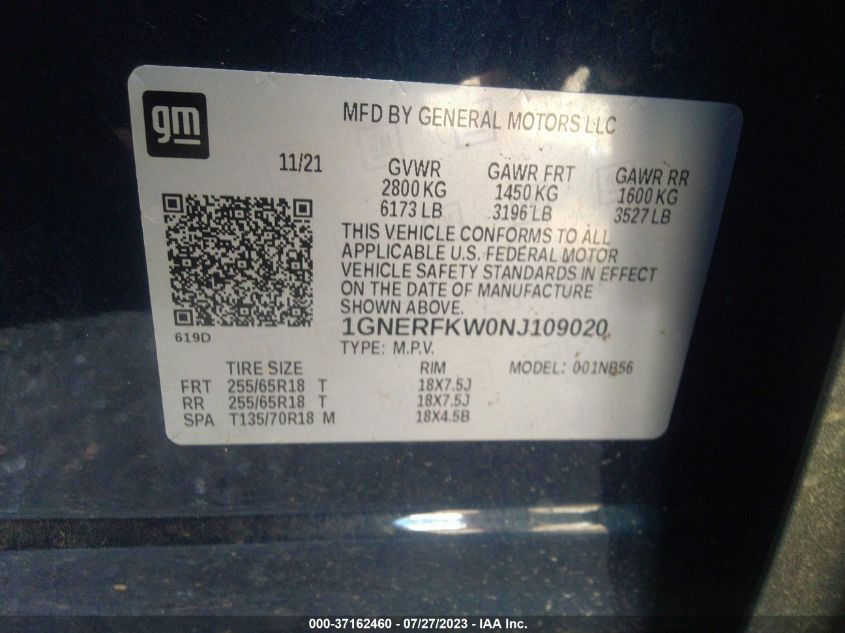 gm
MFD BY GENERAL MOTORS LLC
11/21 GVWR GAWR FRT GAWR RR
2800 KG 1450 KG 1600 KG
6173 LB 3196 LB 3527 LB
THIS VEHICLE CONFORMS TO ALL
APPLICABLE U.S. FEDERAL MOTOR
VEHICLE SAFETY STANDARDS IN EFFECT
ON THE DATE OF MANUFACTURE
SHOWN ABOVE.
1GNERFKW0NJ109020
619D
TYPE: M.P.V. MODEL: 001NB56
TIRE SIZE RIM
FRT 255/65R18 T 18X7.5J
RR 255/65R18 T 18X7.5J
SPA T135/70R18 M 18X4.5B
000-37162460 - 07/27/2023 - IAA Inc.